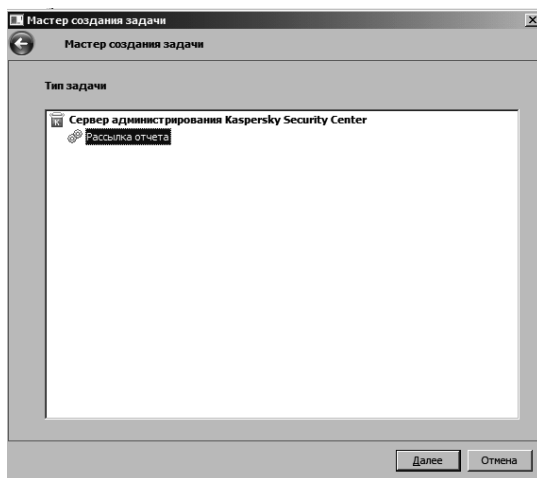 Мастер создания задачи
Мастер создания задачи
Тип задачи
Сервер администрирования Kaspersky Security Center
Рассылка отчета
Далее Отмена